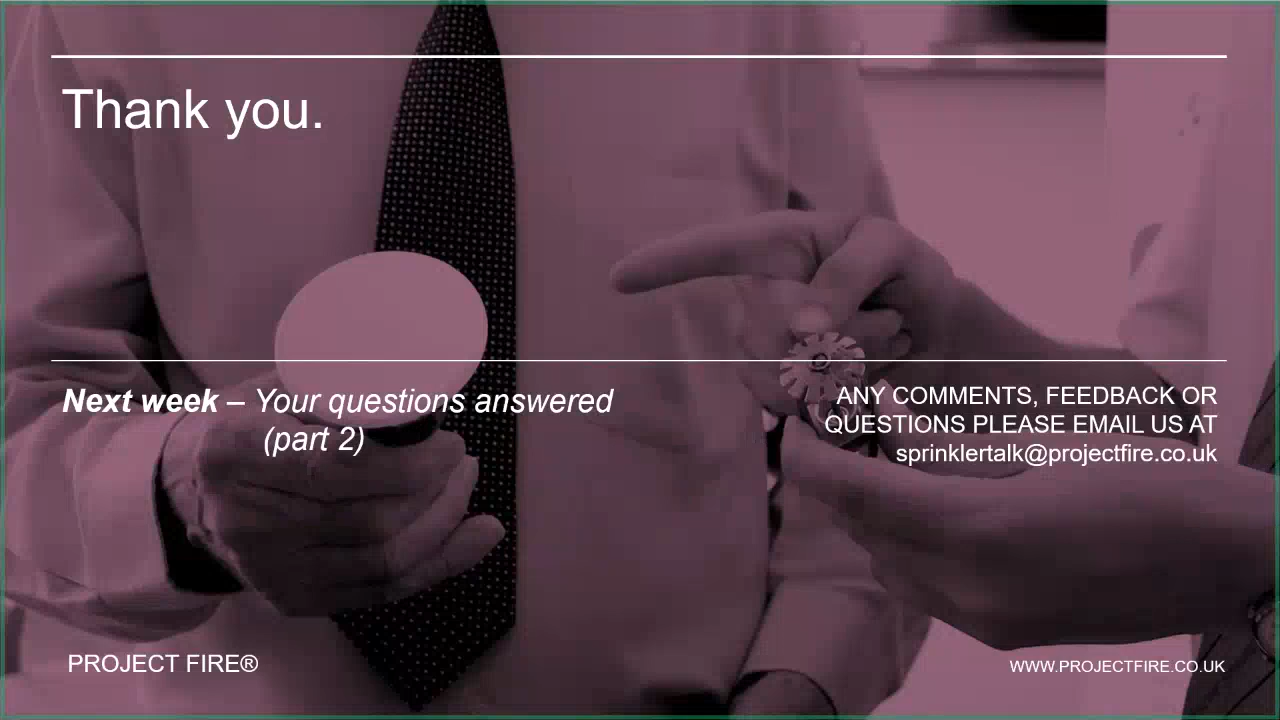 Thank you.
Next week – Your questions answered
(part 2)
ANY COMMENTS, FEEDBACK OR
QUESTIONS PLEASE EMAIL US AT
sprinklertalk@projectfire.co.uk
PROJECT FIRE®
WWW.PROJECTFIRE.CO.UK